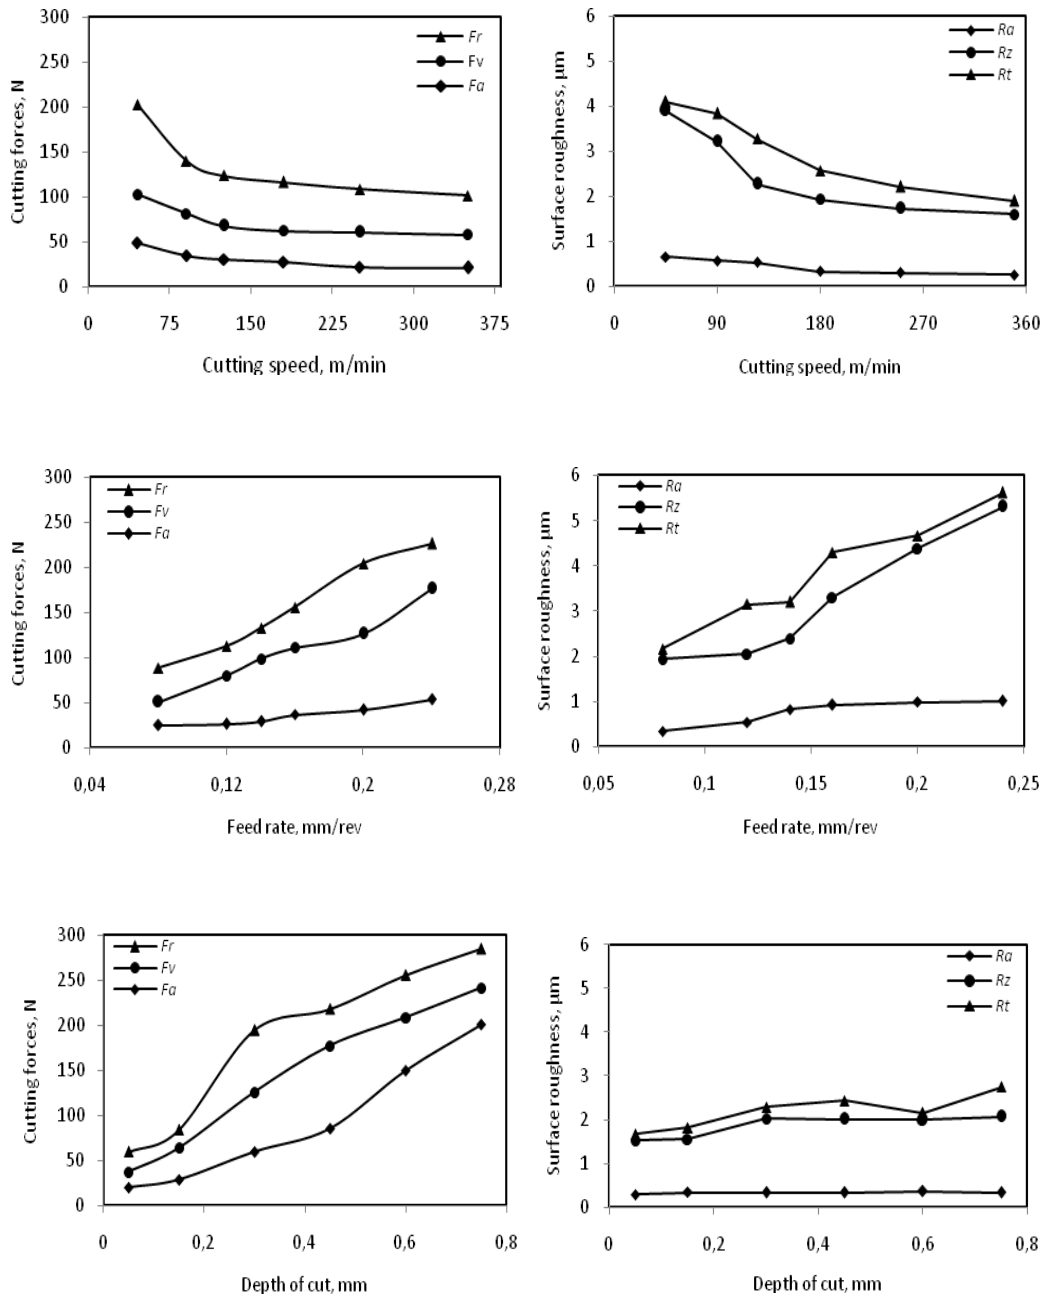 300
250
200
150
100
50
0
Cutting forces, N
Fr
Fv
Fa
0 75 150 225 300 375
Cutting speed, m/min
6
5
4
3
2
1
0
Surface roughness, µm
Ra
Rz
Rt
0 90 180 270 360
Cutting speed, m/min
300
250
200
150
100
50
0
Cutting forces, N
Fr
Fv
Fa
0,04 0,12 0,2 0,28
Feed rate, mm/rev
6
5
4
3
2
1
0
Surface roughness, µm
Ra
Rz
Rt
0,05 0,1 0,15 0,2 0,25
Feed rate, mm/rev
300
250
200
150
100
50
0
Cutting forces, N
Fr
Fv
Fa
0 0,2 0,4 0,6 0,8
Depth of cut, mm
6
5
4
3
2
1
0
Surface roughness, µm
Ra
Rz
Rt
0 0,2 0,4 0,6 0,8
Depth of cut, mm